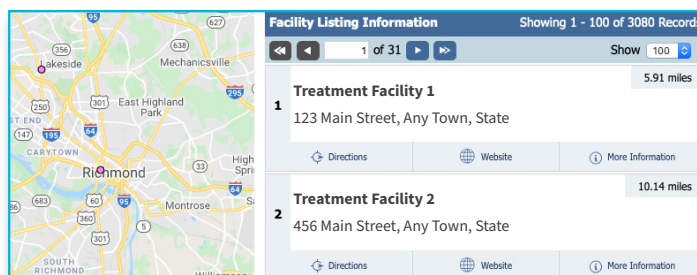 627
356
638
Lakeside
Mechanicsville
295
250
301
East Highland
Park
ST END
195
64
147
CARYTOWN
33
High
Richmond
64
683
60
95
Montrose
360
5
301
SOUTH
RICHMOND
Facility Listing Information
Showing 1 - 100 of 3080 Records
1 of 31
Show 100
5.91 miles
1
Treatment Facility 1
123 Main Street, Any Town, State
Directions Website More Information
10.14 miles
2
Treatment Facility 2
456 Main Street, Any Town, State
Directions Website More Information